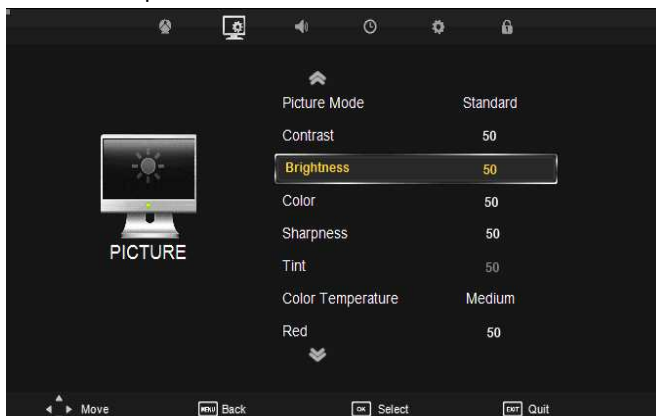 Picture Mode Standard
Contrast 50
Brightness 50
Color 50
Sharpness 50
PICTURE
Tint 50
Color Temperature Medium
Red 50
Move MENU Back OK Select EXIT Quit